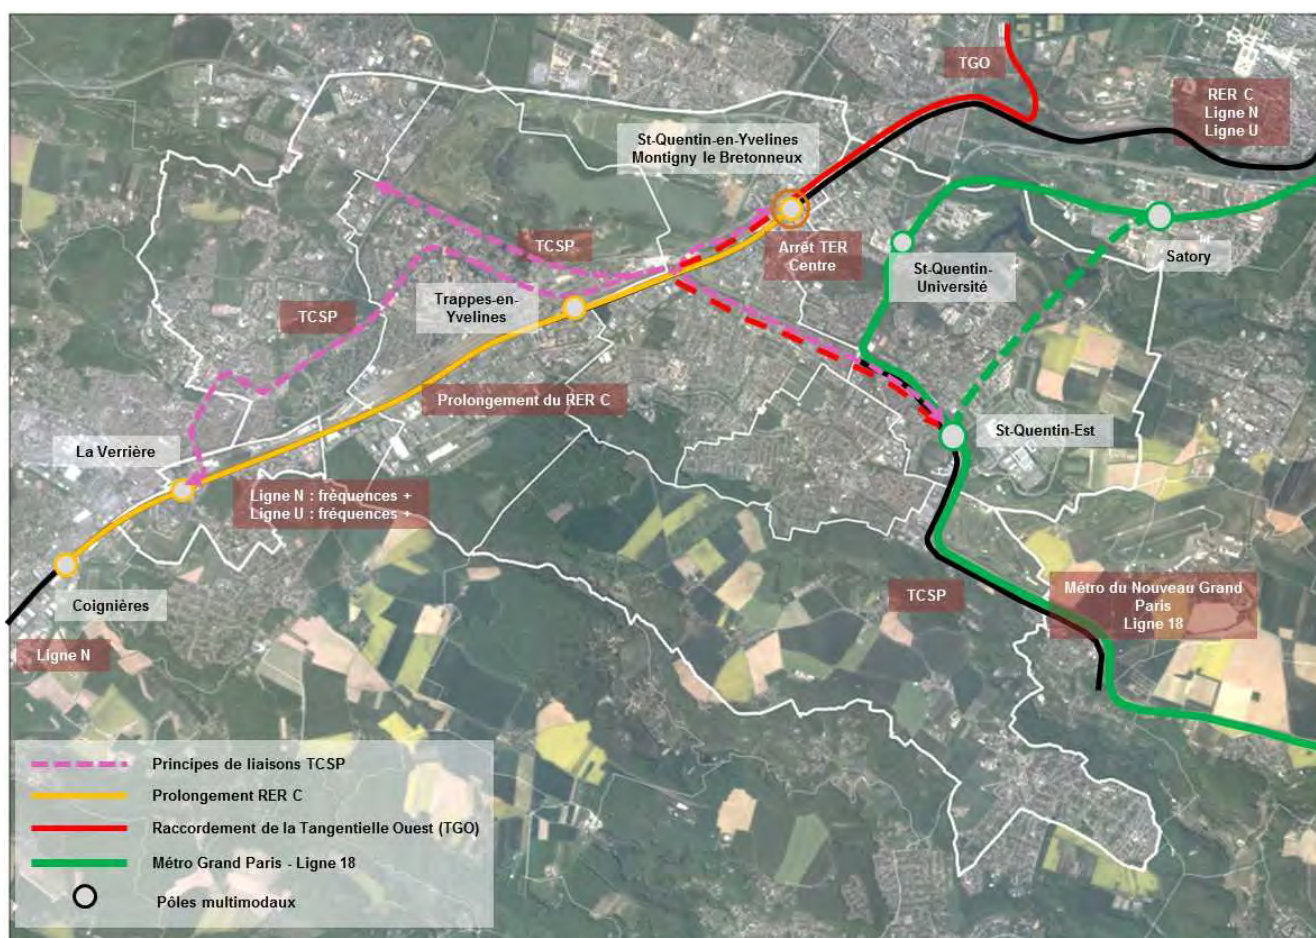 TGO
RER C
Ligne N
Ligne U
St-Quentin-en-Yvelines
Montigny le Bretonneux
TCSP
Arrêt TER
Centre
St-Quentin-
Université
Satory
TCSP
Trappes-en-
Yvelines
Prolongement du RER C
St-Quentin-Est
La Verrière
Ligne N : fréquences +
Ligne U : fréquences +
Coignières
TCSP
Métro du Nouveau Grand
Paris
Ligne 18
Ligne N
Principes de liaisons TCSP
Prolongement RER C
Raccordement de la Tangentielle Ouest (TGO)
Métro Grand Paris - Ligne 18
Pôles multimodaux